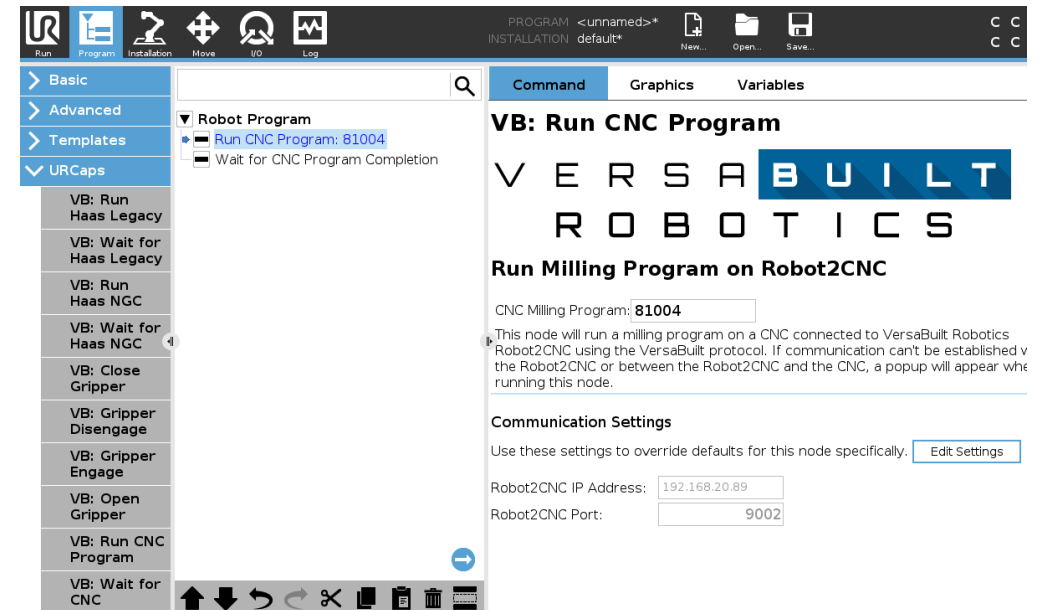 PROGRAM <unnamed>*
INSTALLATION default*
Run
Program
Installation
Move
I/O
Log
New...
Open...
Save...
C C
C C
Basic
Advanced
Templates
URCaps
VB: Run
Haas Legacy
VB: Wait for
Haas Legacy
VB: Run
Haas NGC
VB: Wait for
Haas NGC
VB: Close
Gripper
VB: Gripper
Disengage
VB: Gripper
Engage
VB: Open
Gripper
VB: Run CNC
Program
VB: Wait for
CNC
Robot Program
Run CNC Program: 81004
Wait for CNC Program Completion
Command Graphics Variables
VB: Run CNC Program
VERSABUILT
ROBOTICS
Run Milling Program on Robot2CNC
CNC Milling Program: 81004
This node will run a milling program on a CNC connected to VersaBuilt Robotics
Robot2CNC using the VersaBuilt protocol. If communication can't be established
the Robot2CNC or between the Robot2CNC and the CNC, a popup will appear whe
running this node.
Communication Settings
Use these settings to override defaults for this node specifically. Edit Settings
Robot2CNC IP Address: 192.168.20.89
Robot2CNC Port: 9002